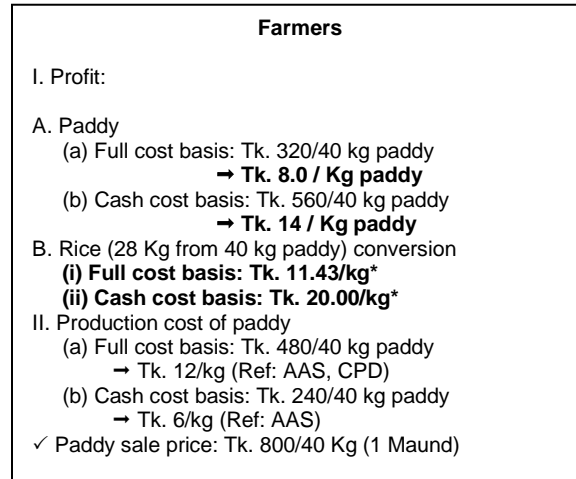 Farmers
I. Profit:
A. Paddy
(a) Full cost basis: Tk. 320/40 kg paddy
➞ Tk. 8.0 / Kg paddy
(b) Cash cost basis: Tk. 560/40 kg paddy
➞ Tk. 14 / Kg paddy
B. Rice (28 Kg from 40 kg paddy) conversion
(i) Full cost basis: Tk. 11.43/kg*
(ii) Cash cost basis: Tk. 20.00/kg*
II. Production cost of paddy
(a) Full cost basis: Tk. 480/40 kg paddy
➞ Tk. 12/kg (Ref: AAS, CPD)
(b) Cash cost basis: Tk. 240/40 kg paddy
➞ Tk. 6/kg (Ref: AAS)
✓ Paddy sale price: Tk. 800/40 Kg (1 Maund)